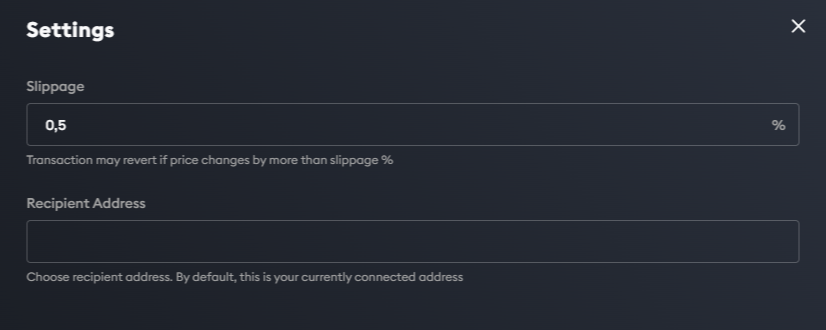 Settings
Slippage
0,5 %
Transaction may revert if price changes by more than slippage %
Recipient Address
Choose recipient address. By default, this is your currently connected address